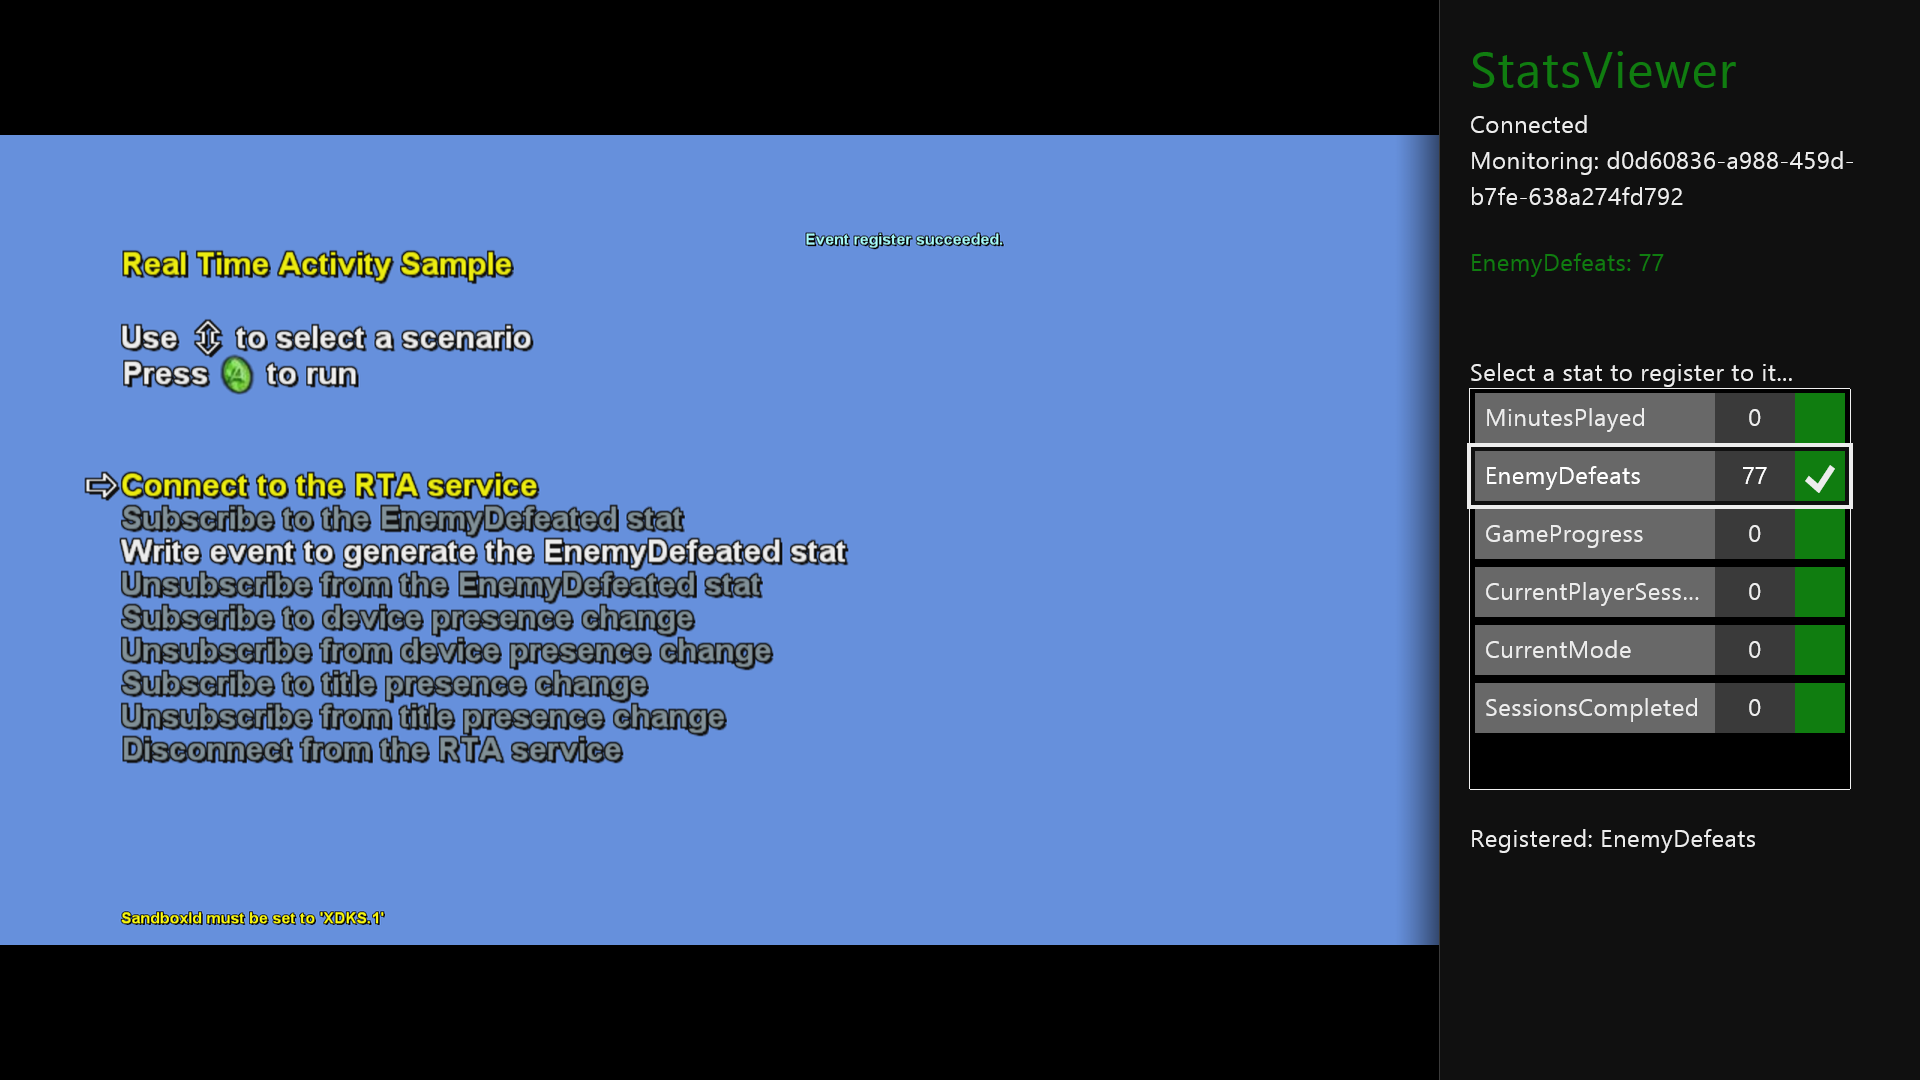 Real Time Activity Sample
Event register succeeded.
Use to select a scenario
Press A to run
Connect to the RTA service
Subscribe to the EnemyDefeated stat
Write event to generate the EnemyDefeated stat
Unsubscribe from the EnemyDefeated stat
Subscribe to device presence change
Unsubscribe from device presence change
Subscribe to title presence change
Unsubscribe from title presence change
Disconnect from the RTA service
SandboxId must be set to 'XDKS.1'
StatsViewer
Connected
Monitoring: d0d60836-a988-459d-
b7fe-638a274fd792
EnemyDefeats: 77
Select a stat to register to it...
MinutesPlayed 0
EnemyDefeats 77
GameProgress 0
CurrentPlayerSess... 0
CurrentMode 0
SessionsCompleted 0
Registered: EnemyDefeats